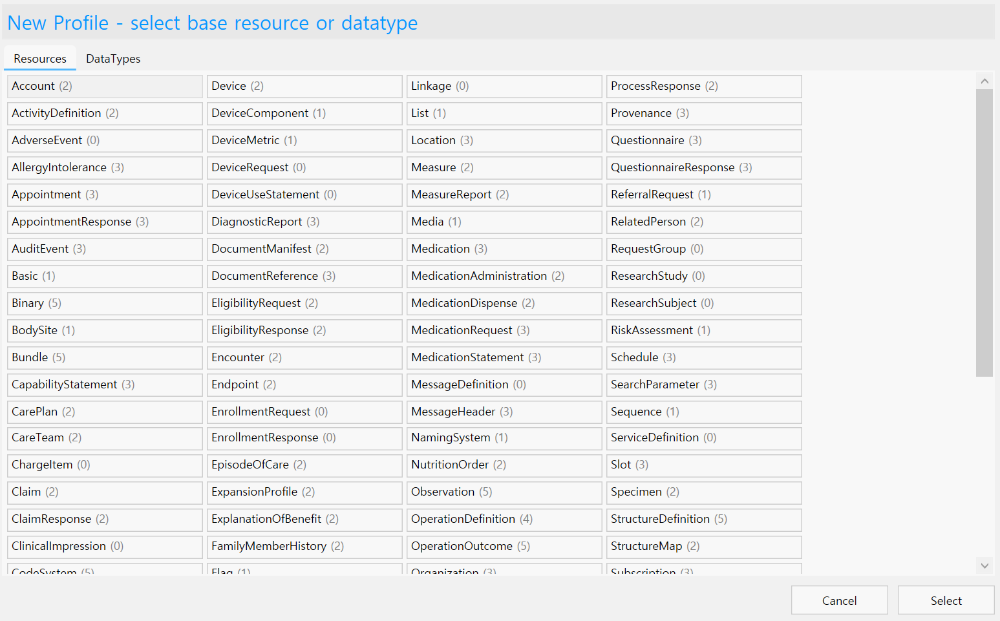 New Profile - select base resource or datatype
Resources DataTypes
Account (2) Device (2) Linkage (0) ProcessResponse (2)
ActivityDefinition (2) DeviceComponent (1) List (1) Provenance (3)
AdverseEvent (0) DeviceMetric (1) Location (3) Questionnaire (3)
AllergyIntolerance (3) DeviceRequest (0) Measure (2) QuestionnaireResponse (3)
Appointment (3) DeviceUseStatement (0) MeasureReport (2) ReferralRequest (1)
AppointmentResponse (3) DiagnosticReport (3) Media (1) RelatedPerson (2)
AuditEvent (3) DocumentManifest (2) Medication (3) RequestGroup (0)
Basic (1) DocumentReference (3) MedicationAdministration (2) ResearchStudy (0)
Binary (5) EligibilityRequest (2) MedicationDispense (2) ResearchSubject (0)
BodySite (1) EligibilityResponse (2) MedicationRequest (3) RiskAssessment (1)
Bundle (5) Encounter (2) MedicationStatement (3) Schedule (3)
CapabilityStatement (3) Endpoint (2) MessageDefinition (0) SearchParameter (3)
CarePlan (2) EnrollmentRequest (0) MessageHeader (3) Sequence (1)
CareTeam (2) EnrollmentResponse (0) NamingSystem (1) ServiceDefinition (0)
ChargeItem (0) EpisodeOfCare (2) NutritionOrder (2) Slot (3)
Claim (2) ExpansionProfile (2) Observation (5) Specimen (2)
ClaimResponse (2) ExplanationOfBenefit (2) OperationDefinition (4) StructureDefinition (5)
ClinicalImpression (0) FamilyMemberHistory (2) OperationOutcome (5) StructureMap (2)
CodeSystem (5) Flag (1) Organization (3) Subscription (3)
Cancel Select